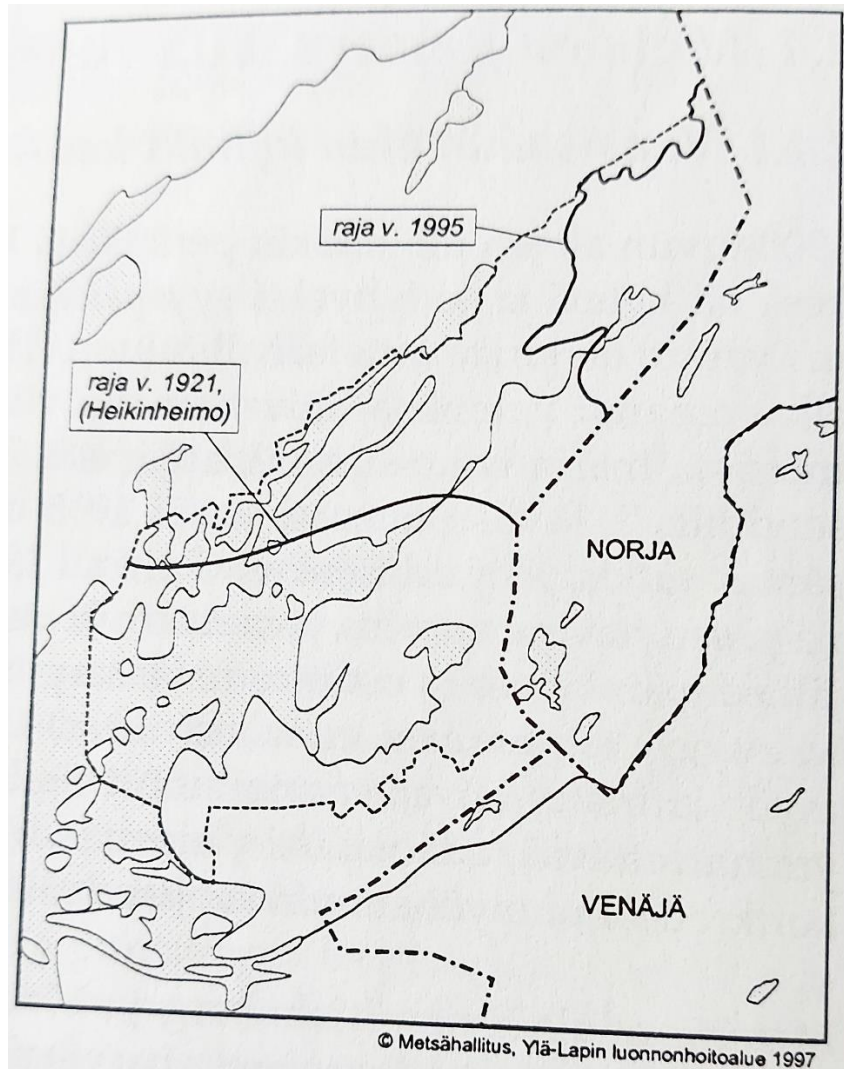 raja v. 1995
raja v. 1921,
(Heikinheimo)
NORJA
VENÄJÄ
© Metsähallitus, Ylä-Lapin luonnonhoitoalue 1997